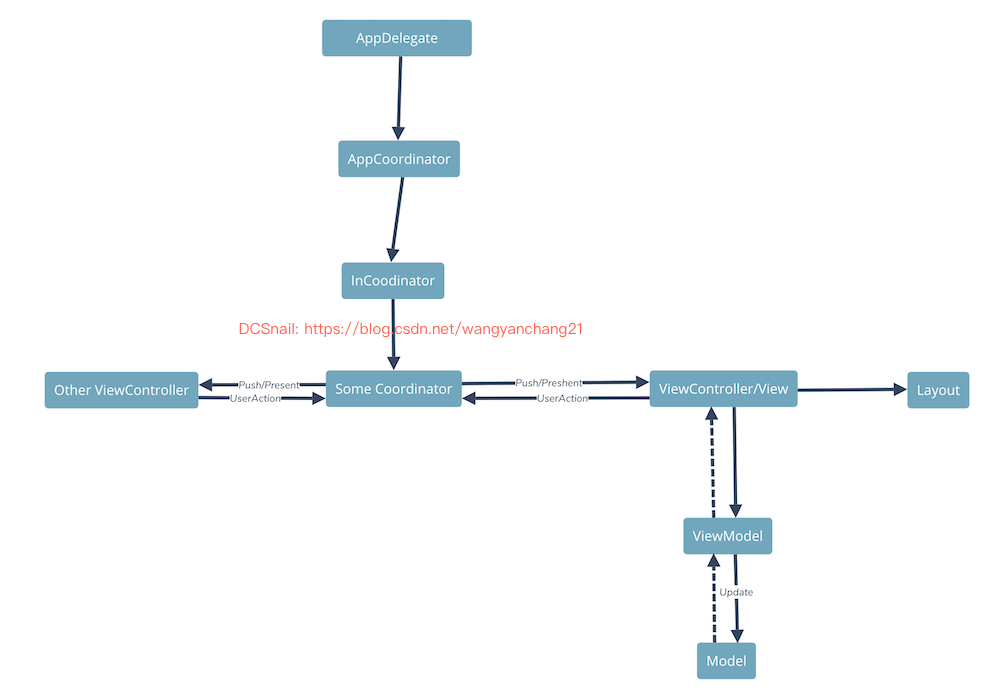 AppDelegate
AppCoordinator
InCoodinator
DCSnail: https://blog.csdn.net/wangyanchang21
Other ViewController
Push/Present
UserAction
Some Coordinator
Push/Preshent
UserAction
ViewController/View
Layout
ViewModel
Update
Model